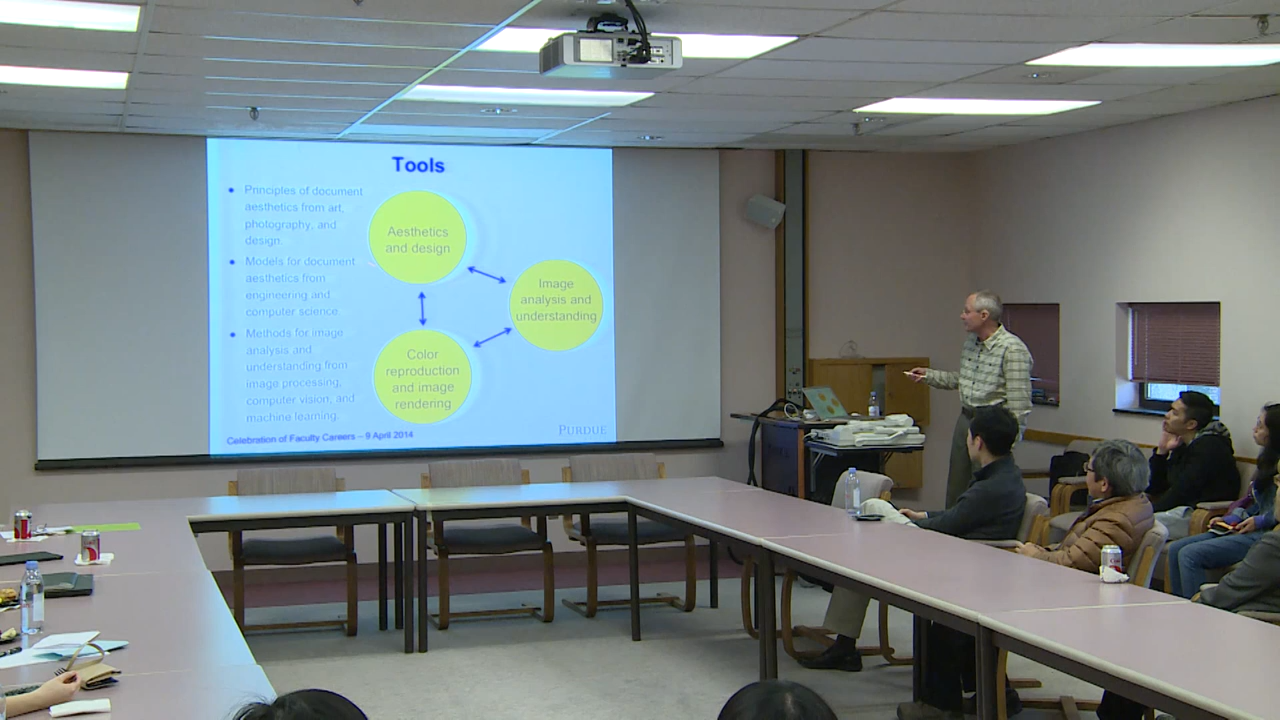 Tools
• Principles of document
aesthetics from art,
photography, and
design.
• Models for document
aesthetics from
engineering and
computer science.
• Methods for image
analysis and
understanding from
image processing,
computer vision, and
machine learning.
Aesthetics
and design
Image
analysis and
understanding
Color
reproduction
and image
rendering
Celebration of Faculty Careers – 9 April 2014
PURDUE